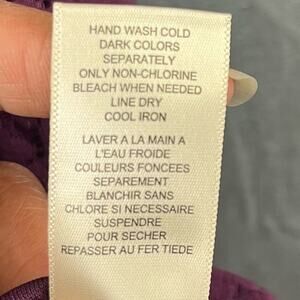 HAND WASH COLD
DARK COLORS
SEPARATELY
ONLY NON-CHLORINE
BLEACH WHEN NEEDED
LINE DRY
COOL IRON
LAVER A LA MAIN A
L'EAU FROIDE
COULEURS FONCEES
SEPAREMENT
BLANCHIR SANS
CHLORE SI NECESSAIRE
SUSPENDRE
POUR SECHER
REPASSER AU FER TIEDE